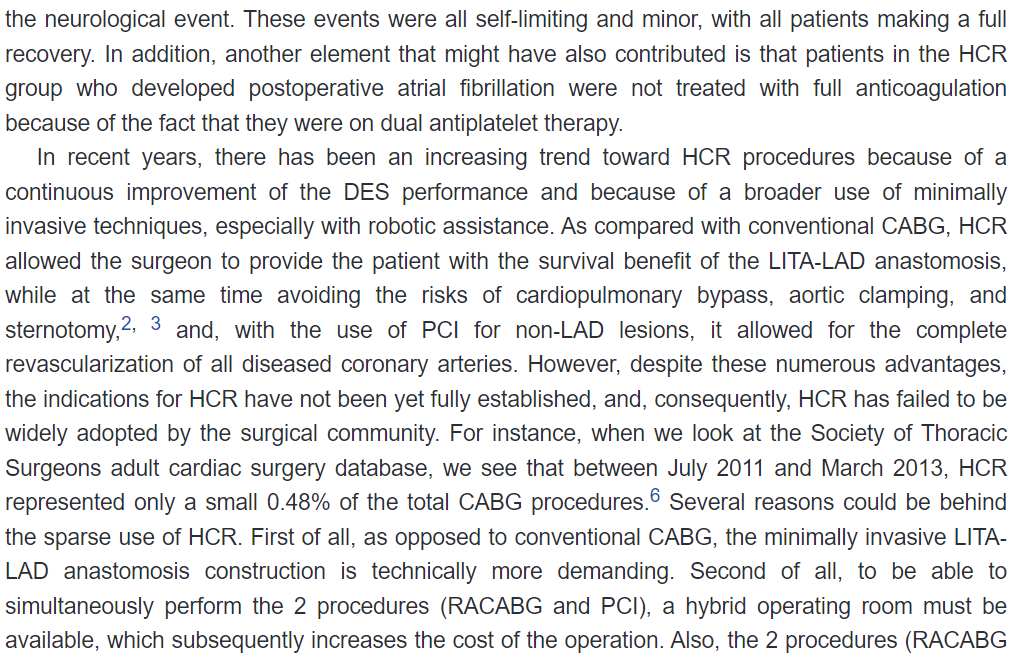 the neurological event. These events were all self-limiting and minor, with all patients making a full
recovery. In addition, another element that might have also contributed is that patients in the HCR
group who developed postoperative atrial fibrillation were not treated with full anticoagulation
because of the fact that they were on dual antiplatelet therapy.
In recent years, there has been an increasing trend toward HCR procedures because of a
continuous improvement of the DES performance and because of a broader use of minimally
invasive techniques, especially with robotic assistance. As compared with conventional CABG, HCR
allowed the surgeon to provide the patient with the survival benefit of the LITA-LAD anastomosis,
while at the same time avoiding the risks of cardiopulmonary bypass, aortic clamping, and
sternotomy,2, 3 and, with the use of PCI for non-LAD lesions, it allowed for the complete
revascularization of all diseased coronary arteries. However, despite these numerous advantages,
the indications for HCR have not been yet fully established, and, consequently, HCR has failed to be
widely adopted by the surgical community. For instance, when we look at the Society of Thoracic
Surgeons adult cardiac surgery database, we see that between July 2011 and March 2013, HCR
represented only a small 0.48% of the total CABG procedures.6 Several reasons could be behind
the sparse use of HCR. First of all, as opposed to conventional CABG, the minimally invasive LITA-
LAD anastomosis construction is technically more demanding. Second of all, to be able to
simultaneously perform the 2 procedures (RACABG and PCI), a hybrid operating room must be
available, which subsequently increases the cost of the operation. Also, the 2 procedures (RACABG